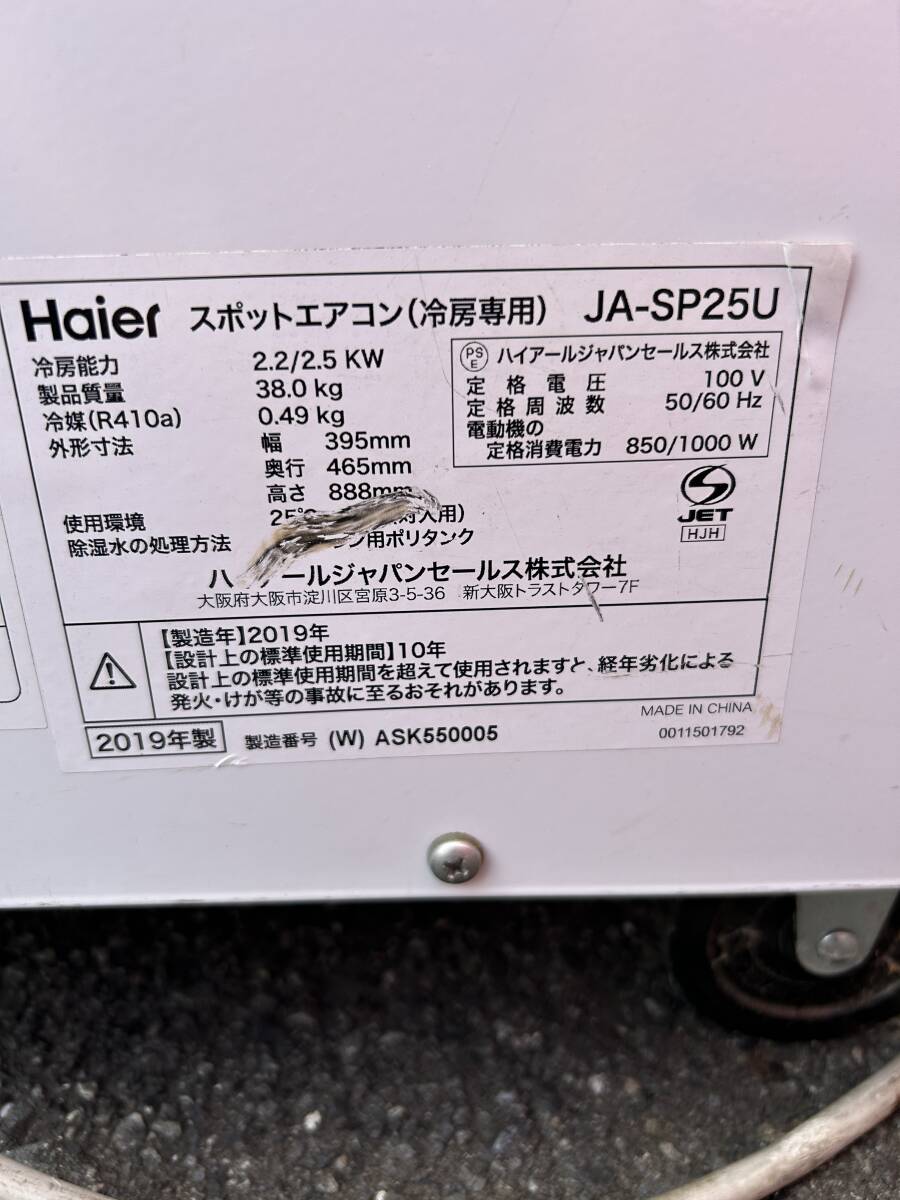 Haier スポットエアコン(冷房専用) JA-SP25U
冷房能力 2.2/2.5 KW
製品質量 38.0 kg
冷媒(R410a) 0.49 kg
外形寸法 幅 395mm
奥行 465mm
高さ 888mm
使用環境 25℃ 対人用)
除湿水の処理方法 用ポリタンク
PS
E
ハイアールジャパンセールス株式会社
定格電圧 100 V
定格周波数 50/60 Hz
電動機の
定格消費電力 850/1000 W
JET
HJH
ハイアールジャパンセールス株式会社
大阪府大阪市淀川区宮原3-5-36 新大阪トラストタワー7F
【製造年】2019年
【設計上の標準使用期間】10年
設計上の標準使用期間を超えて使用されますと、経年劣化による
発火・けが等の事故に至るおそれがあります。
MADE IN CHINA
2019年製 製造番号 (W) ASK550005
0011501792